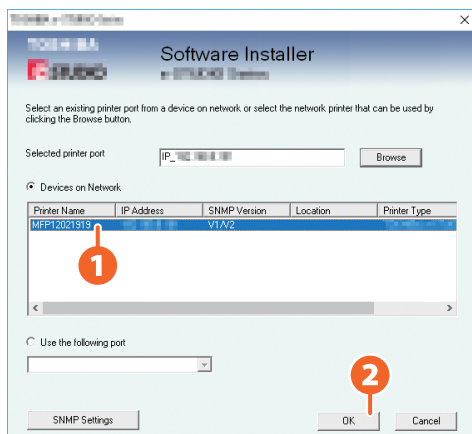 Software Installer
Select an existing printer port from a device on network or select the network printer that can be used by
clicking the Browse button.
Selected printer port IP_ Browse
Devices on Network
Printer Name IP Address SNMP Version Location Printer Type
MFP12021919 V1/V2
1
Use the following port
2
SNMP Settings OK Cancel